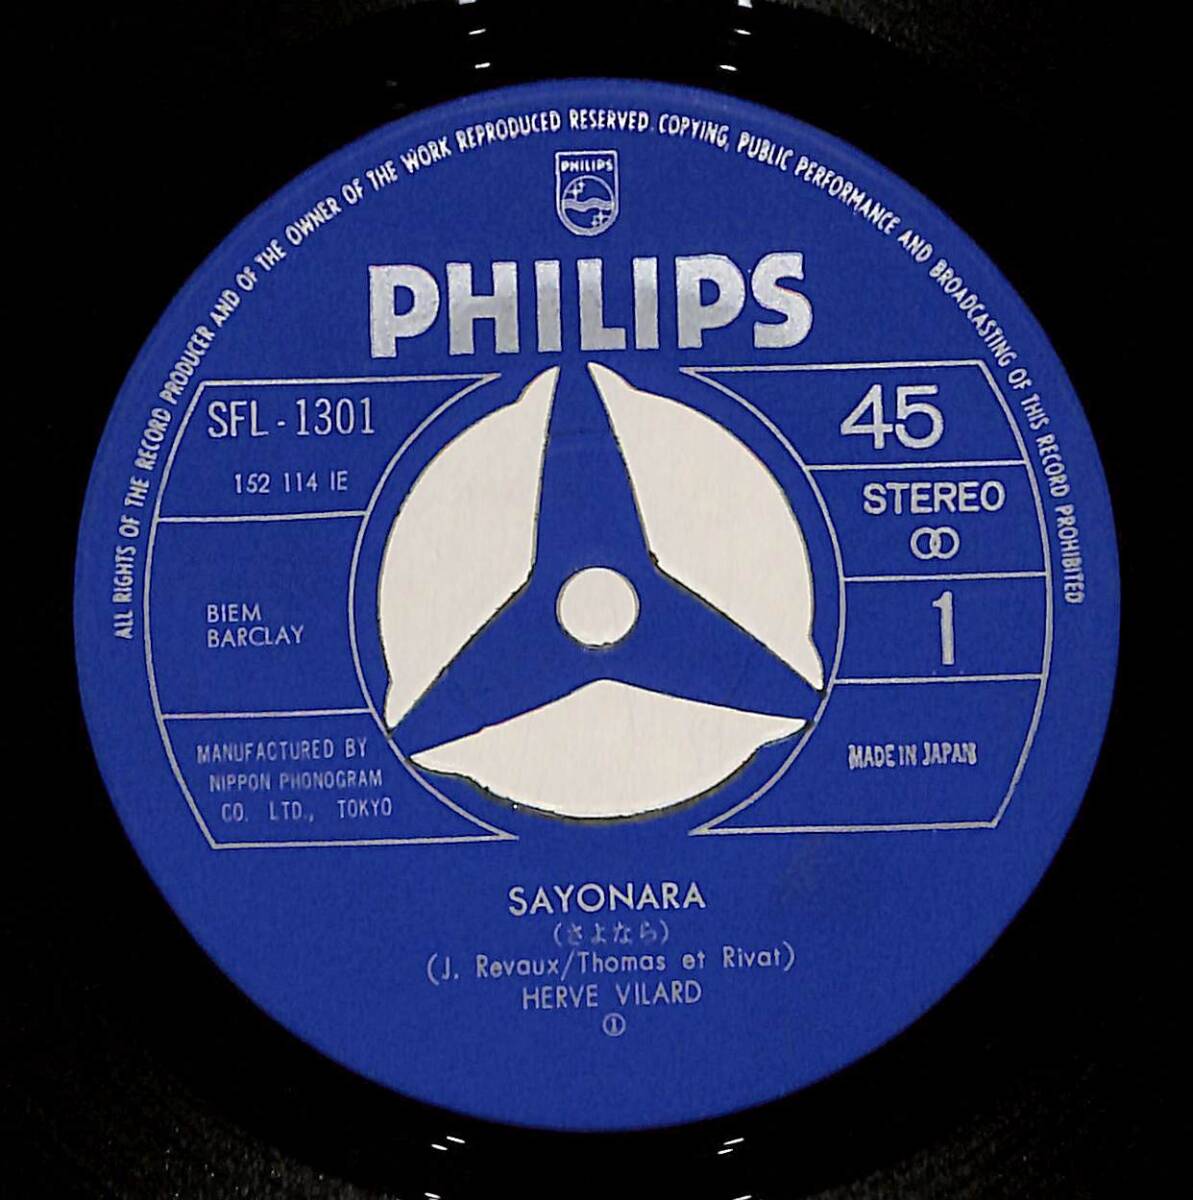 ALL RIGHTS OF THE RECORD PRODUCER AND OF THE OWNER OF THE WORK REPRODUCED RESERVED. COPYING, PUBLIC PERFORMANCE AND BROADCASTING OF THIS RECORD PROHIBITED
PHILIPS
PHILIPS
SFL-1301
152 114 IE
BIEM
BARCLAY
MANUFACTURED BY
NIPPON PHONOGRAM
CO. LTD., TOKYO
45
STEREO
1
MADE IN JAPAN
SAYONARA
(さよなら)
(J. Revaux/Thomas et Rivat)
HERVE VILARD
①